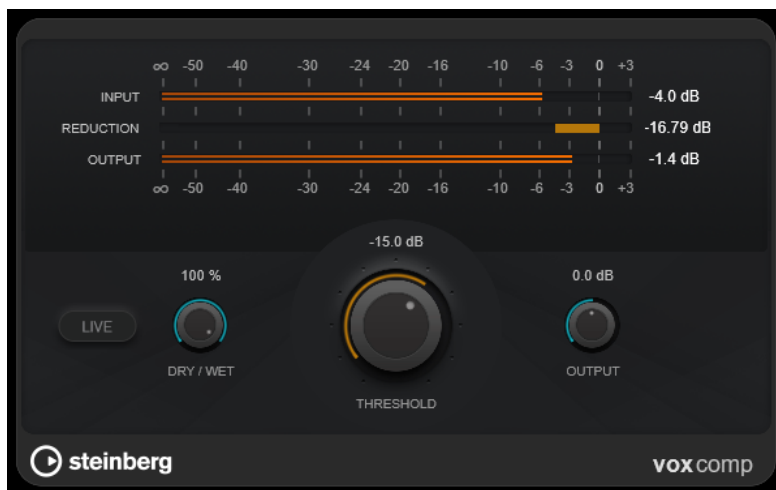 ∞ -50 -40 -30 -24 -20 -16 -10 -6 -3 0 +3
INPUT -4.0 dB
REDUCTION -16.79 dB
OUTPUT -1.4 dB
∞ -50 -40 -30 -24 -20 -16 -10 -6 -3 0 +3
-15.0 dB
100 % 0.0 dB
LIVE
DRY / WET OUTPUT
THRESHOLD
steinberg voxcomp